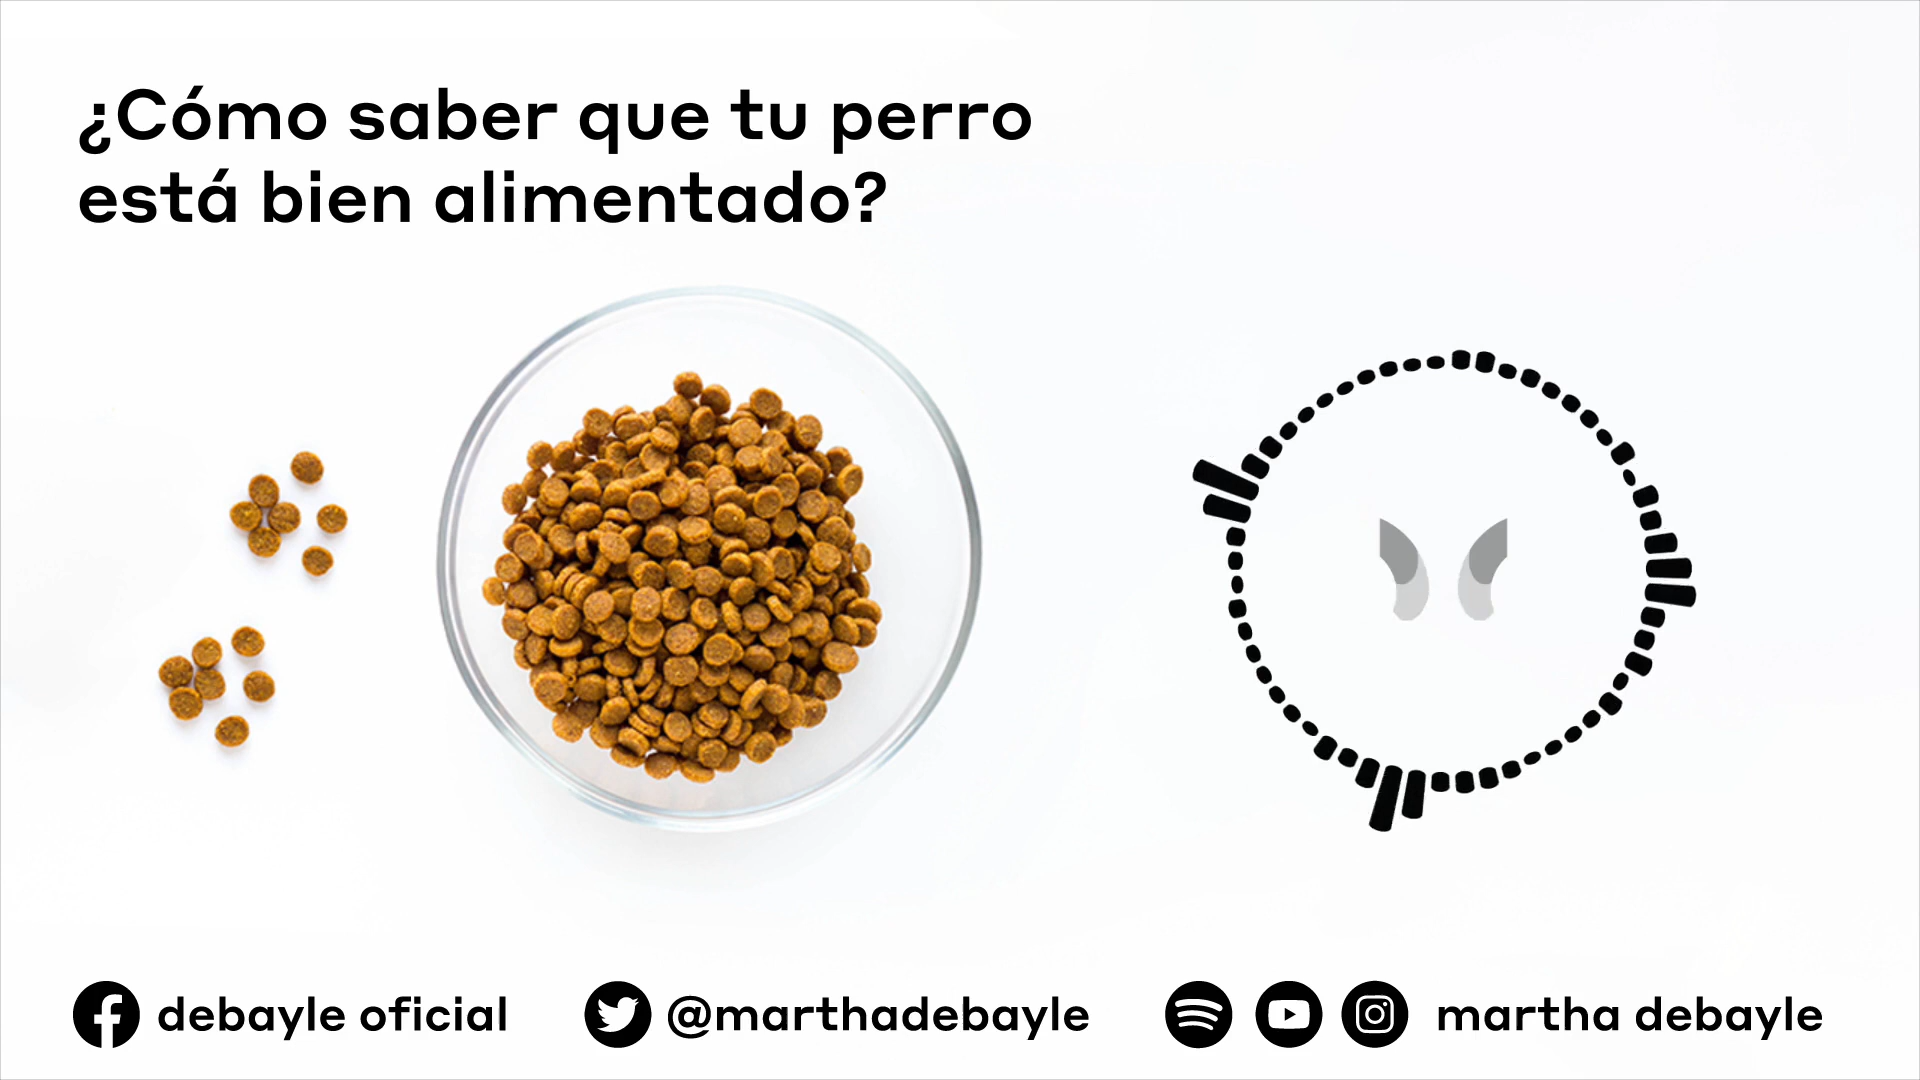 ¿Cómo saber que tu perro
está bien alimentado?
debayle oficial
@marthadebayle
martha debayle